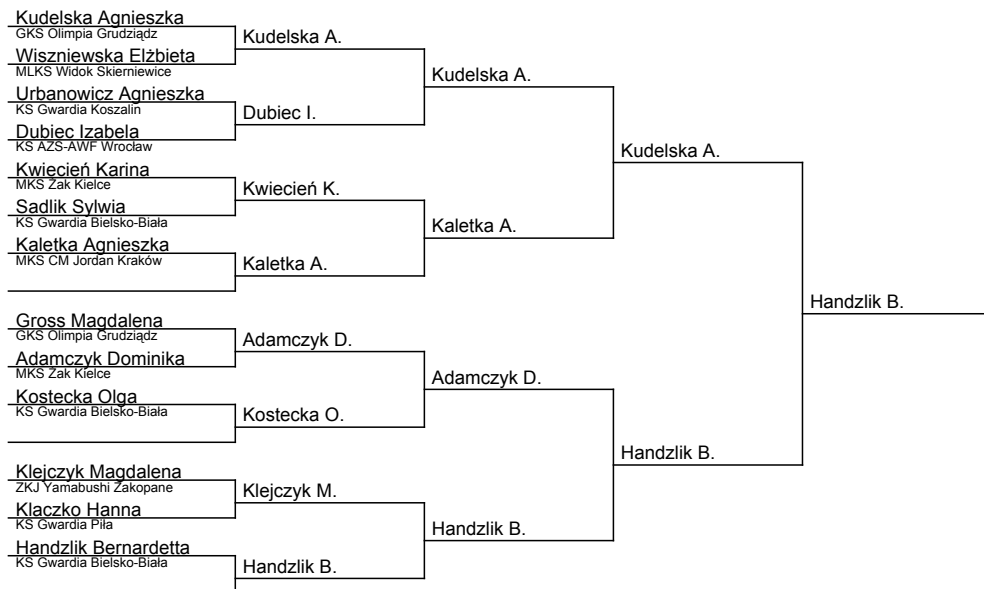 Kudelska Agnieszka
GKS Olimpia Grudziądz
Wiszniewska Elżbieta
MLKS Widok Skierniewice
Urbanowicz Agnieszka
KS Gwardia Koszalin
Dubiec Izabela
KS AZS-AWF Wrocław
Kwiecień Karina
MKS Żak Kielce
Sadlik Sylwia
KS Gwardia Bielsko-Biała
Kaletka Agnieszka
MKS CM Jordan Kraków
Gross Magdalena
GKS Olimpia Grudziądz
Adamczyk Dominika
MKS Żak Kielce
Kostecka Olga
KS Gwardia Bielsko-Biała
Klejczyk Magdalena
ZKJ Yamabushi Zakopane
Klaczko Hanna
KS Gwardia Piła
Handzlik Bernardetta
KS Gwardia Bielsko-Biała
Kudelska A.
Dubiec I.
Kwiecień K.
Kaletka A.
Adamczyk D.
Kostecka O.
Klejczyk M.
Handzlik B.
Kudelska A.
Kaletka A.
Adamczyk D.
Handzlik B.
Kudelska A.
Handzlik B.
Handzlik B.